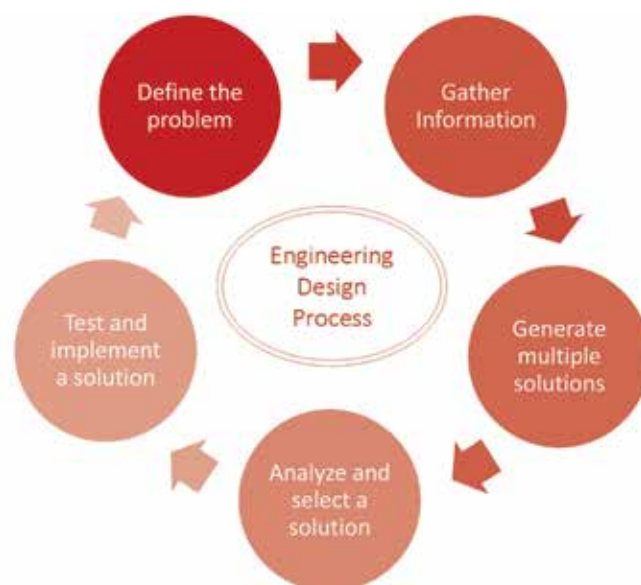 Define the
problem
Gather
Information
Engineering
Design
Process
Generate
multiple
solutions
Analyze and
select a
solution
Test and
implement
a solution